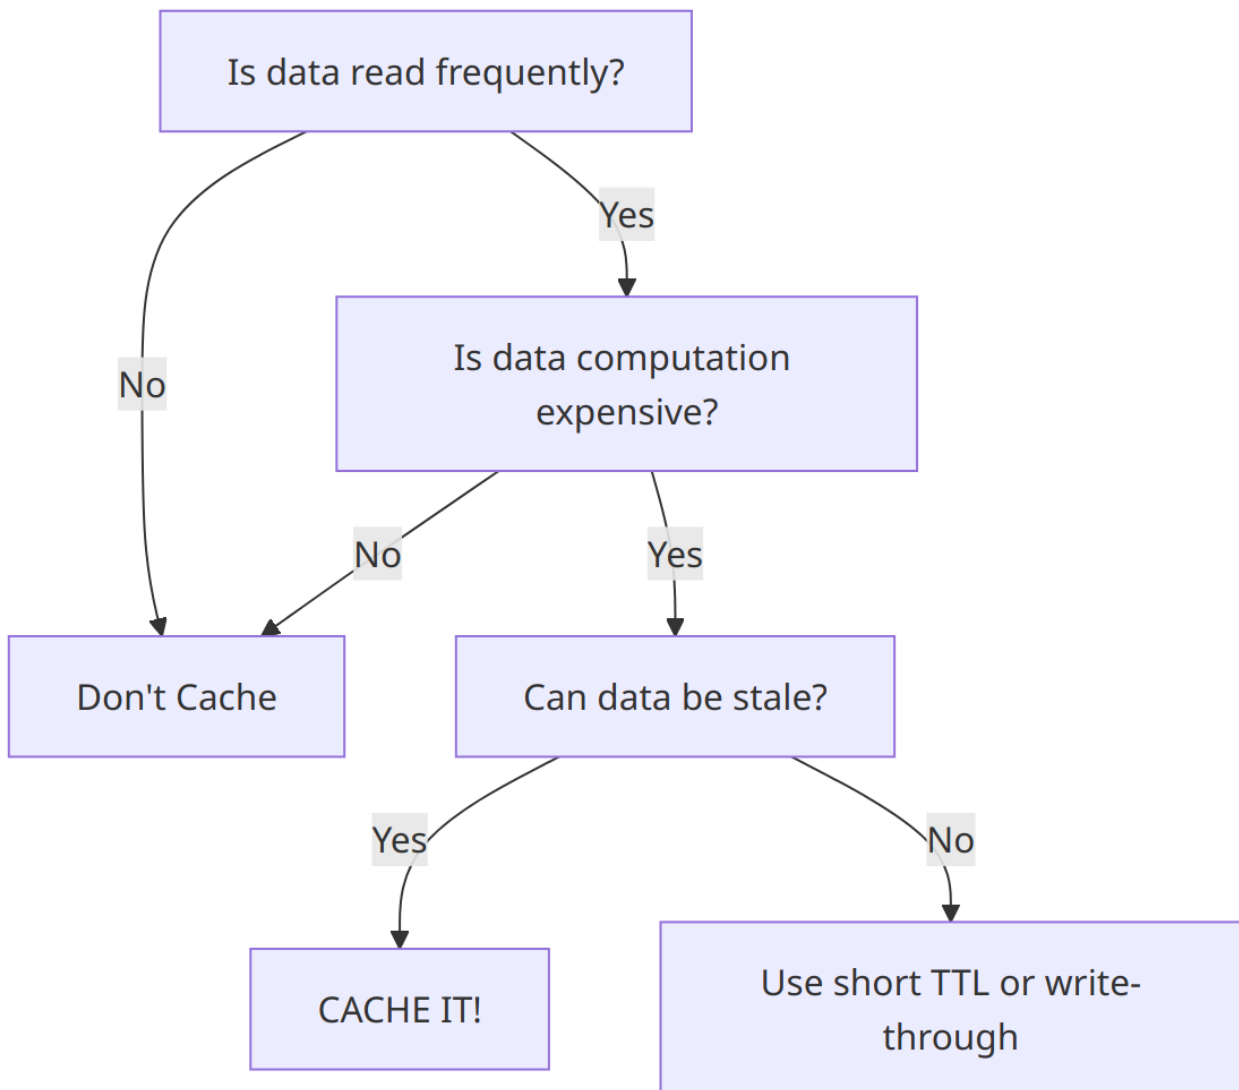 Is data read frequently?
Yes
Is data computation
expensive?
No
No
Yes
Don't Cache
Can data be stale?
Yes
No
CACHE IT!
Use short TTL or write-
through